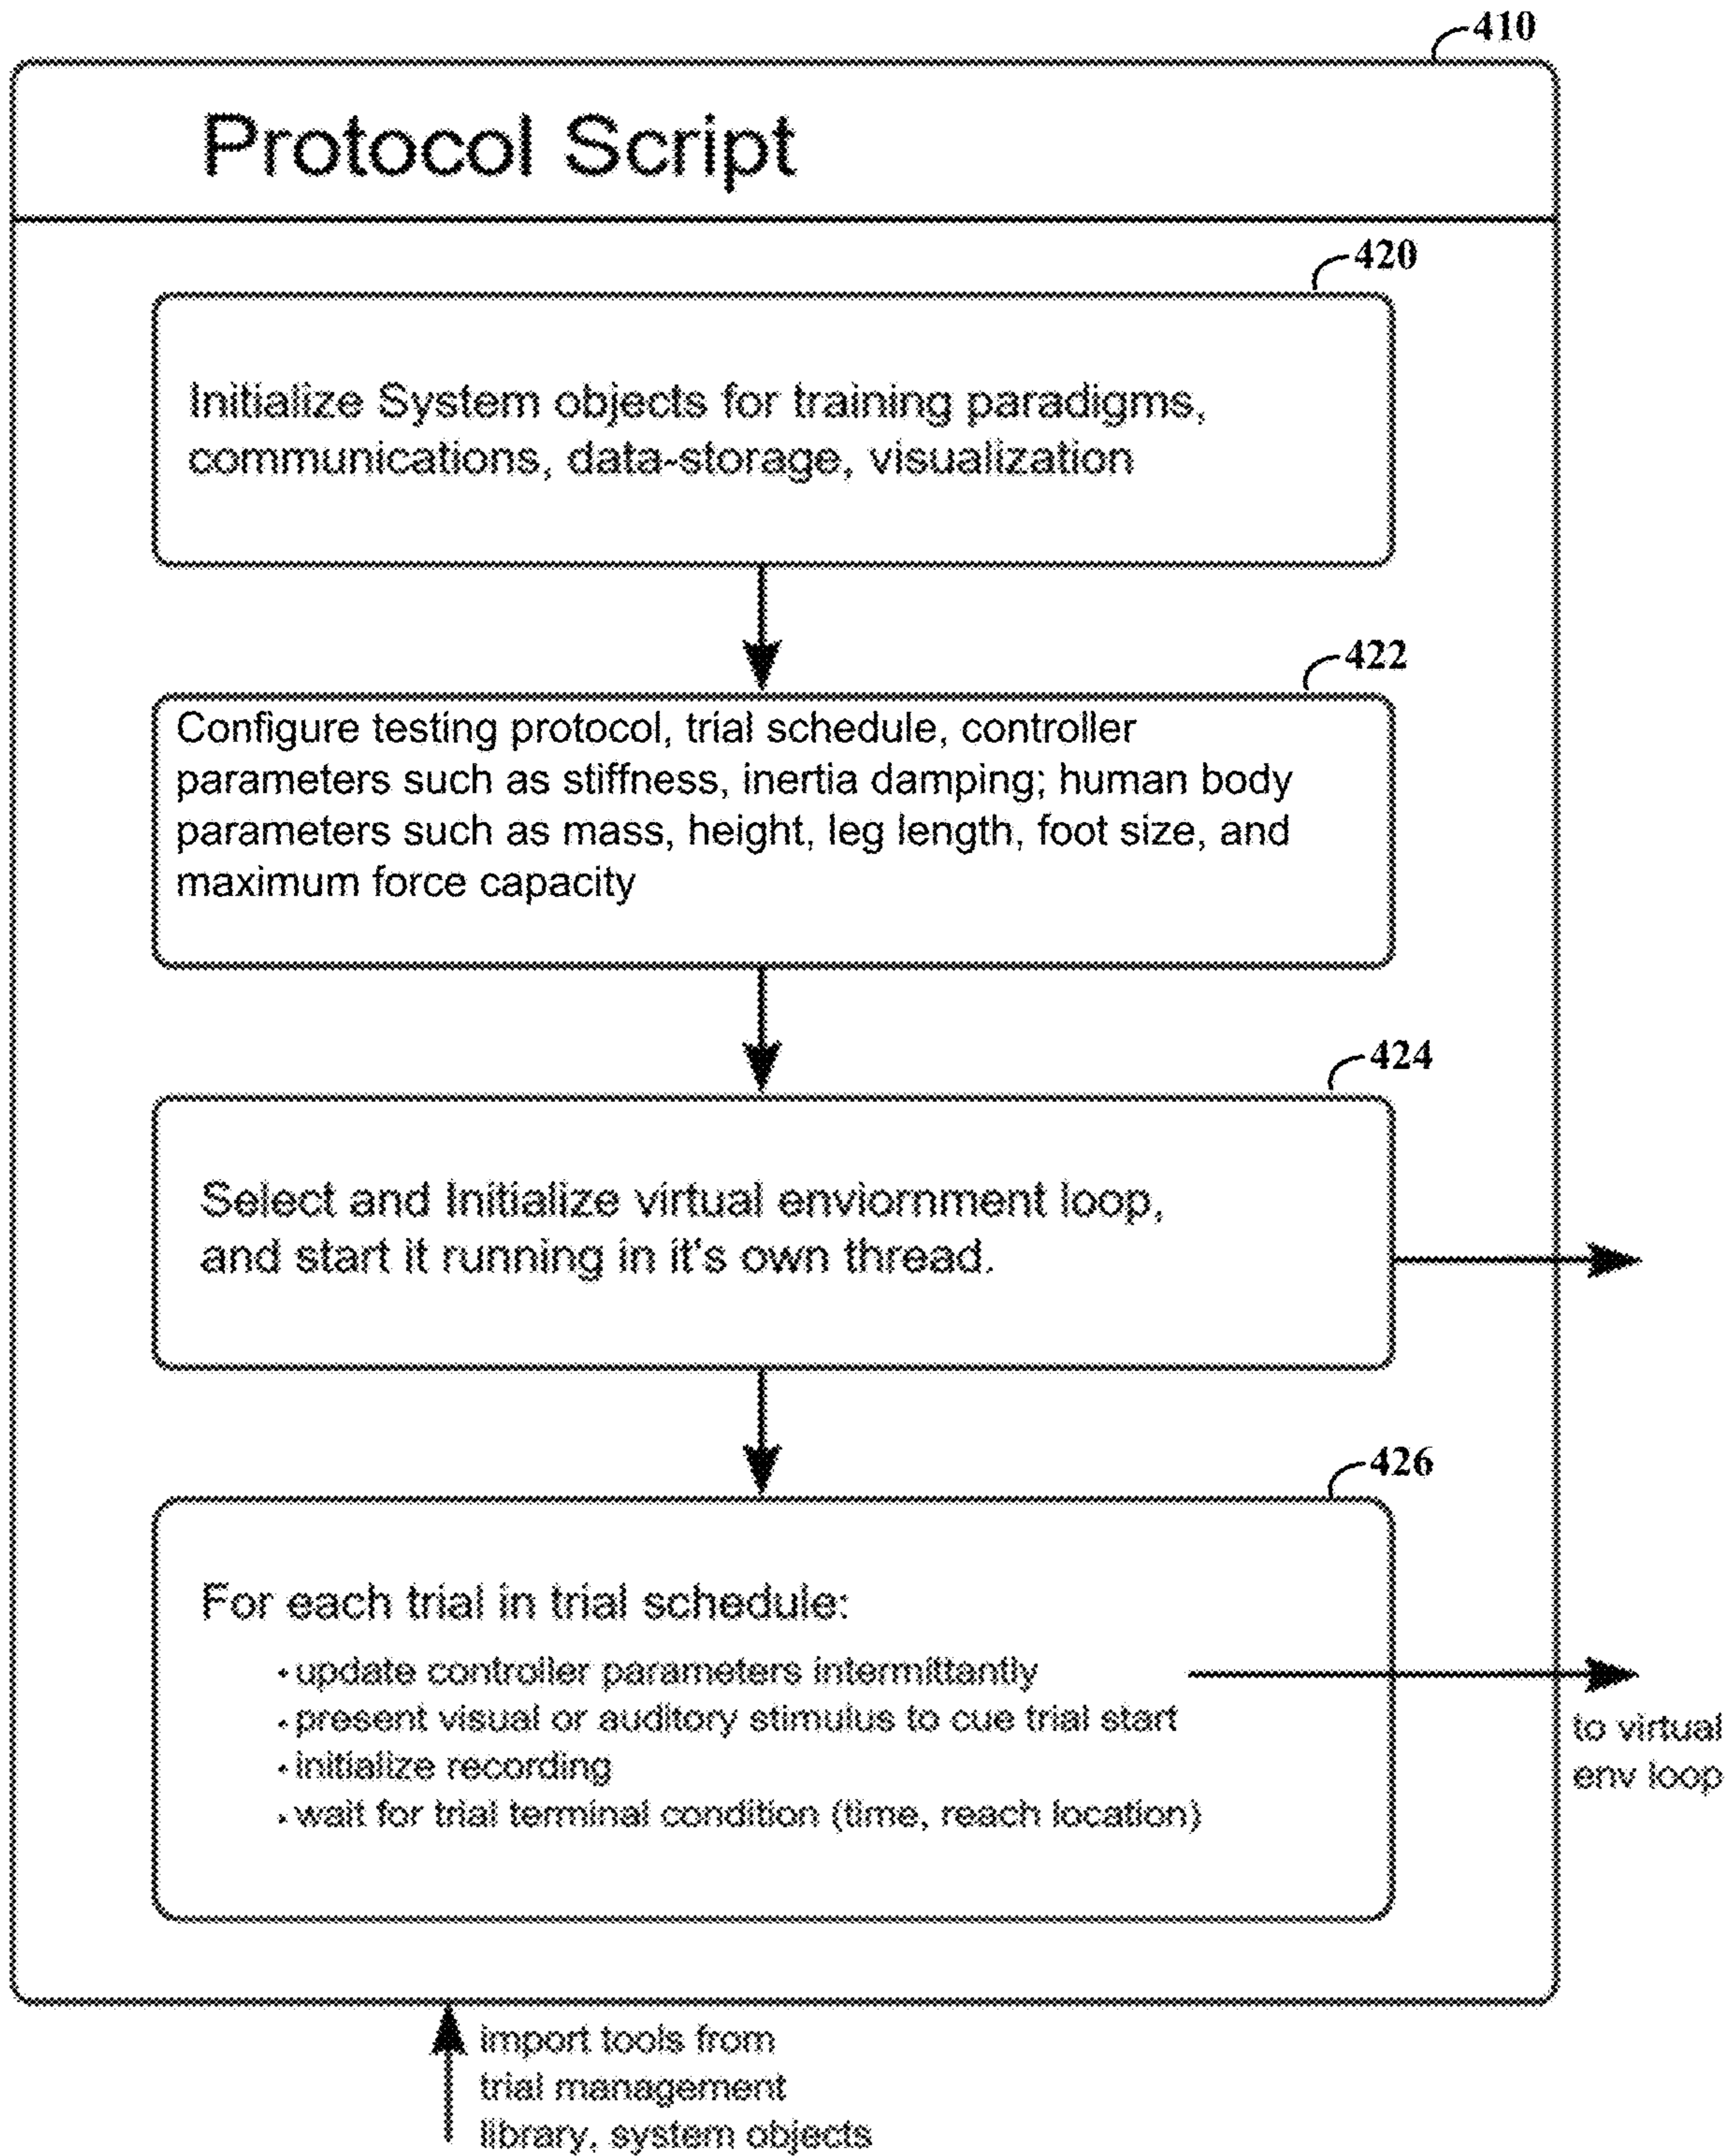 410
Protocol Script
420
Initialize System objects for training paradigms,
communications, data-storage, visualization
422
Configure testing protocol, trial schedule, controller
parameters such as stiffness, inertia damping; human body
parameters such as mass, height, leg length, foot size, and
maximum force capacity
424
Select and Initialize virtual enviornment loop,
and start it running in it's own thread.
426
For each trial in trial schedule:
• update controller parameters intermittantly
• present visual or auditory stimulus to cue trial start
• initialize recording
• wait for trial terminal condition (time, reach location)
to virtual
env loop
import tools from
trial management
library, system objects